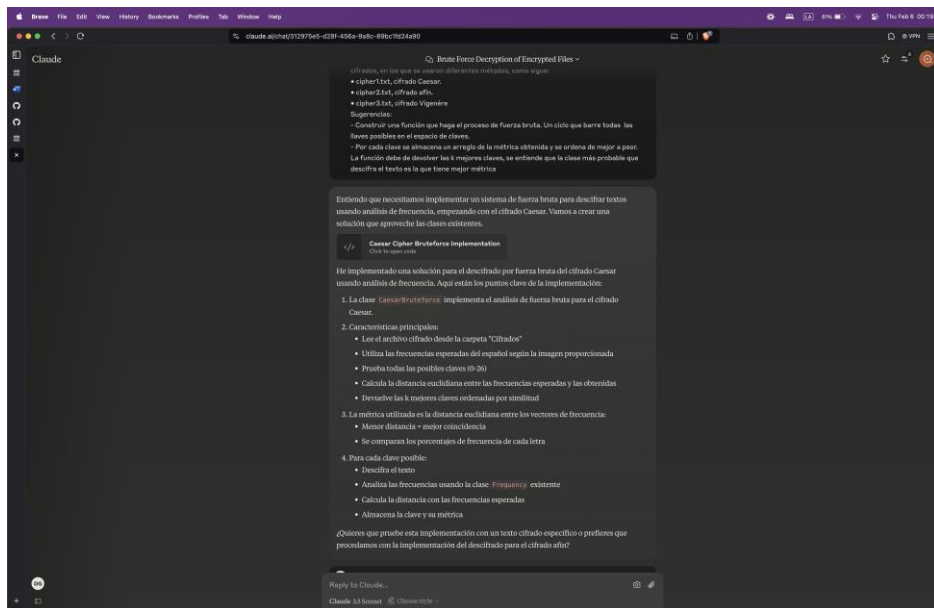 Brave File Edit View History Bookmarks Profiles Tab Window Help
Thu Feb 6 00:19
claude.ai/chat/312975e5-d28f-456a-9a8c-89bc1fd24a90
VPN
Claude
Brute Force Decryption of Encrypted Files
cifrados, en los que se usaron diferentes métodos, como sigue:
• cipher1.txt, cifrado Caesar.
• cipher2.txt, cifrado afín.
• cipher3.txt, cifrado Vigenére
Sugerencias:
- Construir una función que haga el proceso de fuerza bruta. Un ciclo que barre todas las
llaves posibles en el espacio de claves.
- Por cada clave se almacena un arreglo de la métrica obtenida y se ordena de mejor a peor.
La función debe de devolver las k mejores claves, se entiende que la clase más probable que
descifra el texto es la que tiene mejor métrica
Entiendo que necesitamos implementar un sistema de fuerza bruta para descifrar textos
usando análisis de frecuencia, empezando con el cifrado Caesar. Vamos a crear una
solución que aproveche las clases existentes.
</> Caesar Cipher Bruteforce Implementation
Click to open code
He implementado una solución para el descifrado por fuerza bruta del cifrado Caesar
usando análisis de frecuencia. Aquí están los puntos clave de la implementación:
1. La clase CaesarBruteforce implementa el análisis de fuerza bruta para el cifrado
Caesar.
2. Características principales:
• Lee el archivo cifrado desde la carpeta "Cifrados"
• Utiliza las frecuencias esperadas del español según la imagen proporcionada
• Prueba todas las posibles claves (0-26)
• Calcula la distancia euclidiana entre las frecuencias esperadas y las obtenidas
• Devuelve las k mejores claves ordenadas por similitud
3. La métrica utilizada es la distancia euclidiana entre los vectores de frecuencia:
• Menor distancia = mejor coincidencia
• Se comparan los porcentajes de frecuencia de cada letra
4. Para cada clave posible:
• Descifra el texto
• Analiza las frecuencias usando la clase Frequency existente
• Calcula la distancia con las frecuencias esperadas
• Almacena la clave y su métrica
¿Quieres que pruebe esta implementación con un texto cifrado específico o prefieres que
procedamos con la implementación del descifrado para el cifrado afín?
DG
Reply to Claude...
Claude 3.5 Sonnet Choose style